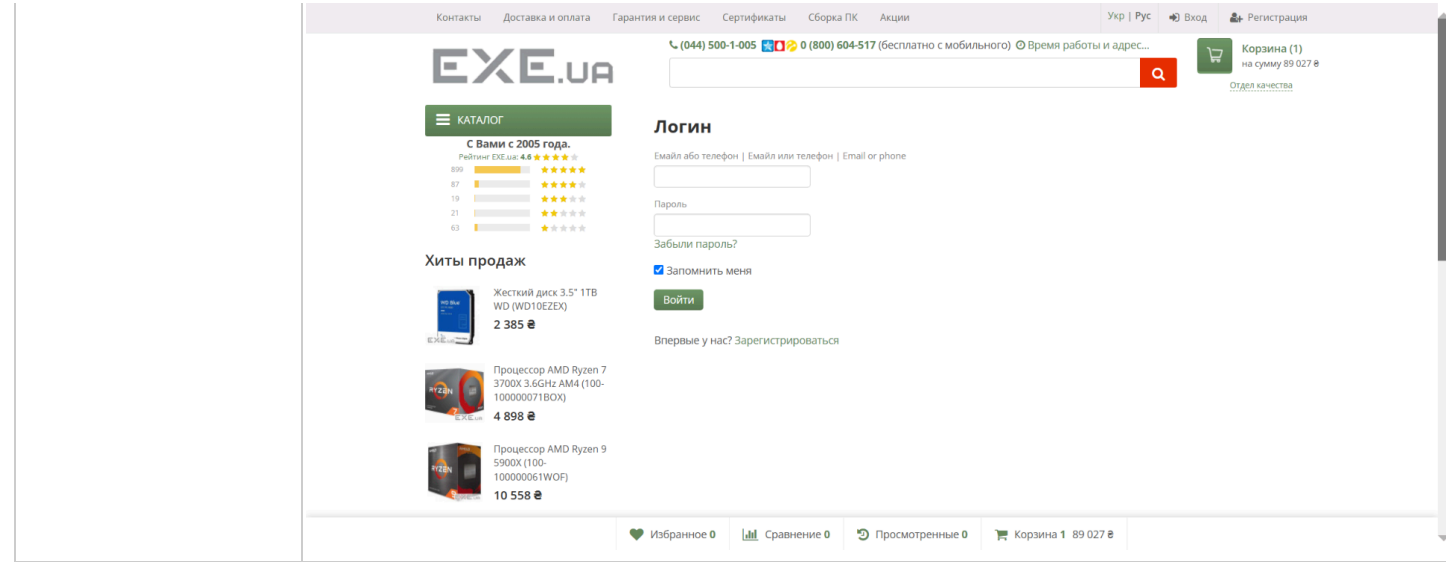 Контакты Доставка и оплата Гарантия и сервис Сертификаты Сборка ПК Акции Укр | Рус Вход Регистрация
EXE.UA
(044) 500-1-005 0 (800) 604-517 (бесплатно с мобильного) Время работы и адрес...
Корзина (1)
на сумму 89 027 ₴
Отдел качества
КАТАЛОГ
С Вами с 2005 года.
Рейтинг EXE.ua: 4.6
899
87
19
21
63
Хиты продаж
Жесткий диск 3.5" 1TB
WD (WD10EZEX)
2 385 ₴
Процессор AMD Ryzen 7
3700X 3.6GHz AM4 (100-
100000071BOX)
4 898 ₴
Процессор AMD Ryzen 9
5900X (100-
100000061WOF)
10 558 ₴
Логин
Емайл або телефон | Емайл или телефон | Email or phone
Пароль
Забыли пароль?
Запомнить меня
Войти
Впервые у нас? Зарегистрироваться
Избранное 0 Сравнение 0 Просмотренные 0 Корзина 1 89 027 ₴